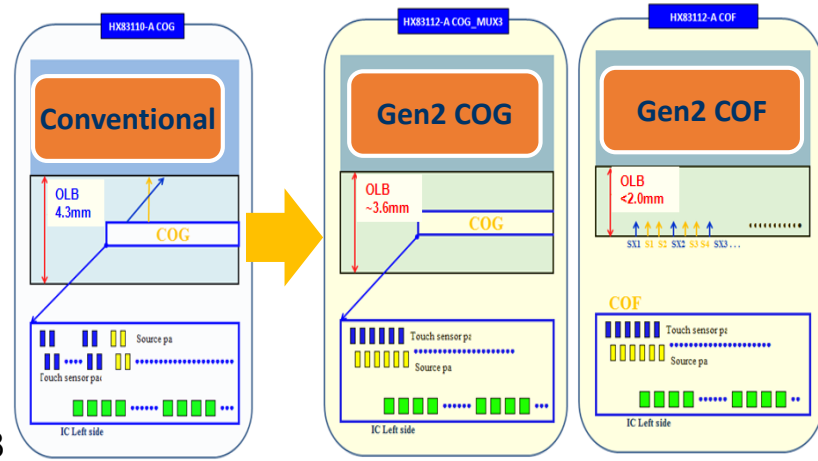 HX83110-A COG
Conventional
OLB
4.3mm
COG
Source pa
Touch sensor pa
IC Left side
HX83112-A COG_MUX3
Gen2 COG
OLB
~3.6mm
COG
Touch sensor pa
Source pa
IC Left side
HX83112-A COF
Gen2 COF
OLB
<2.0mm
SX1 S1 S2 SX2 S3 S4 SX3 ...
COF
Touch sensor pa
Source pa
IC Left side